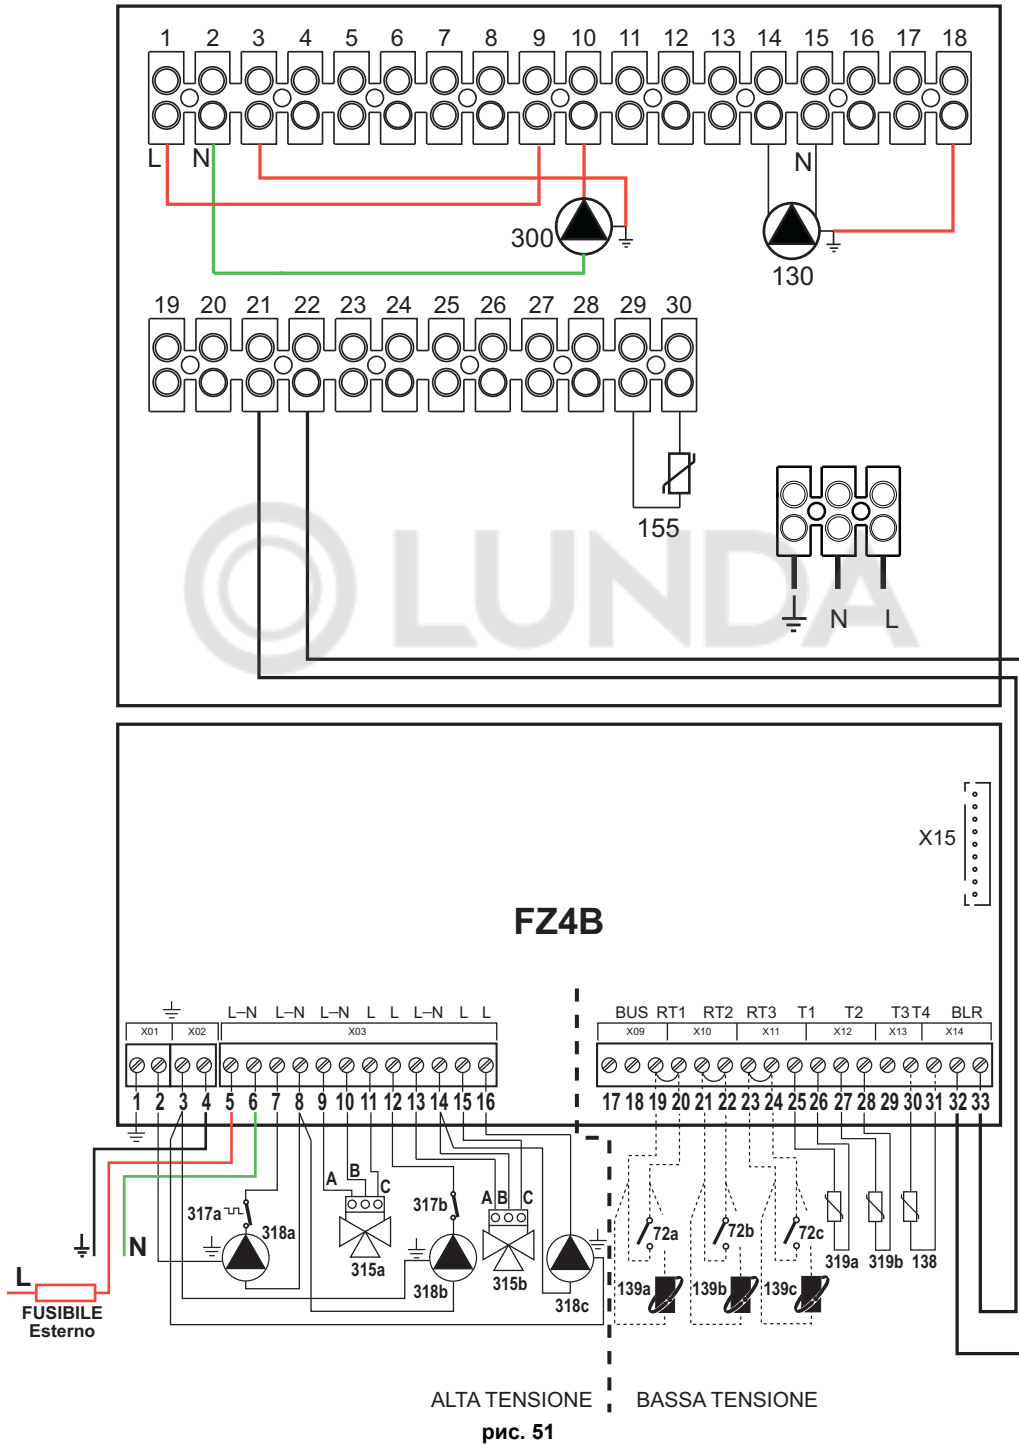 1 2 3 4 5 6 7 8 9 10 11 12 13 14 15 16 17 18
L N N
300
130
19 20 21 22 23 24 25 26 27 28 29 30
155
LUNDA
N L
X15
FZ4B
L–N L–N L–N L L L–N L L
BUS RT1 RT2 RT3 T1 T2 T3 T4 BLR
X01 X02 X03 X09 X10 X11 X12 X13 X14
1 2 3 4 5 6 7 8 9 10 11 12 13 14 15 16
17 18 19 20 21 22 23 24 25 26 27 28 29 30 31 32 33
A B C
A B C
317a
318a
317b
72a 72b 72c
N
315a
318b
315b
318c
319a 319b 138
139a 139b 139c
L
FUSIBILE
Esterno
ALTA TENSIONE
BASSA TENSIONE
рис. 51